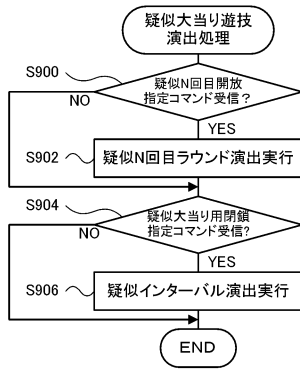 疑似大当り遊技
演出処理
S900
疑似N回目開放
指定コマンド受信？
NO
YES
S902
疑似N回目ラウンド演出実行
S904
疑似大当り用閉鎖
指定コマンド受信?
NO
YES
S906
疑似インターバル演出実行
END